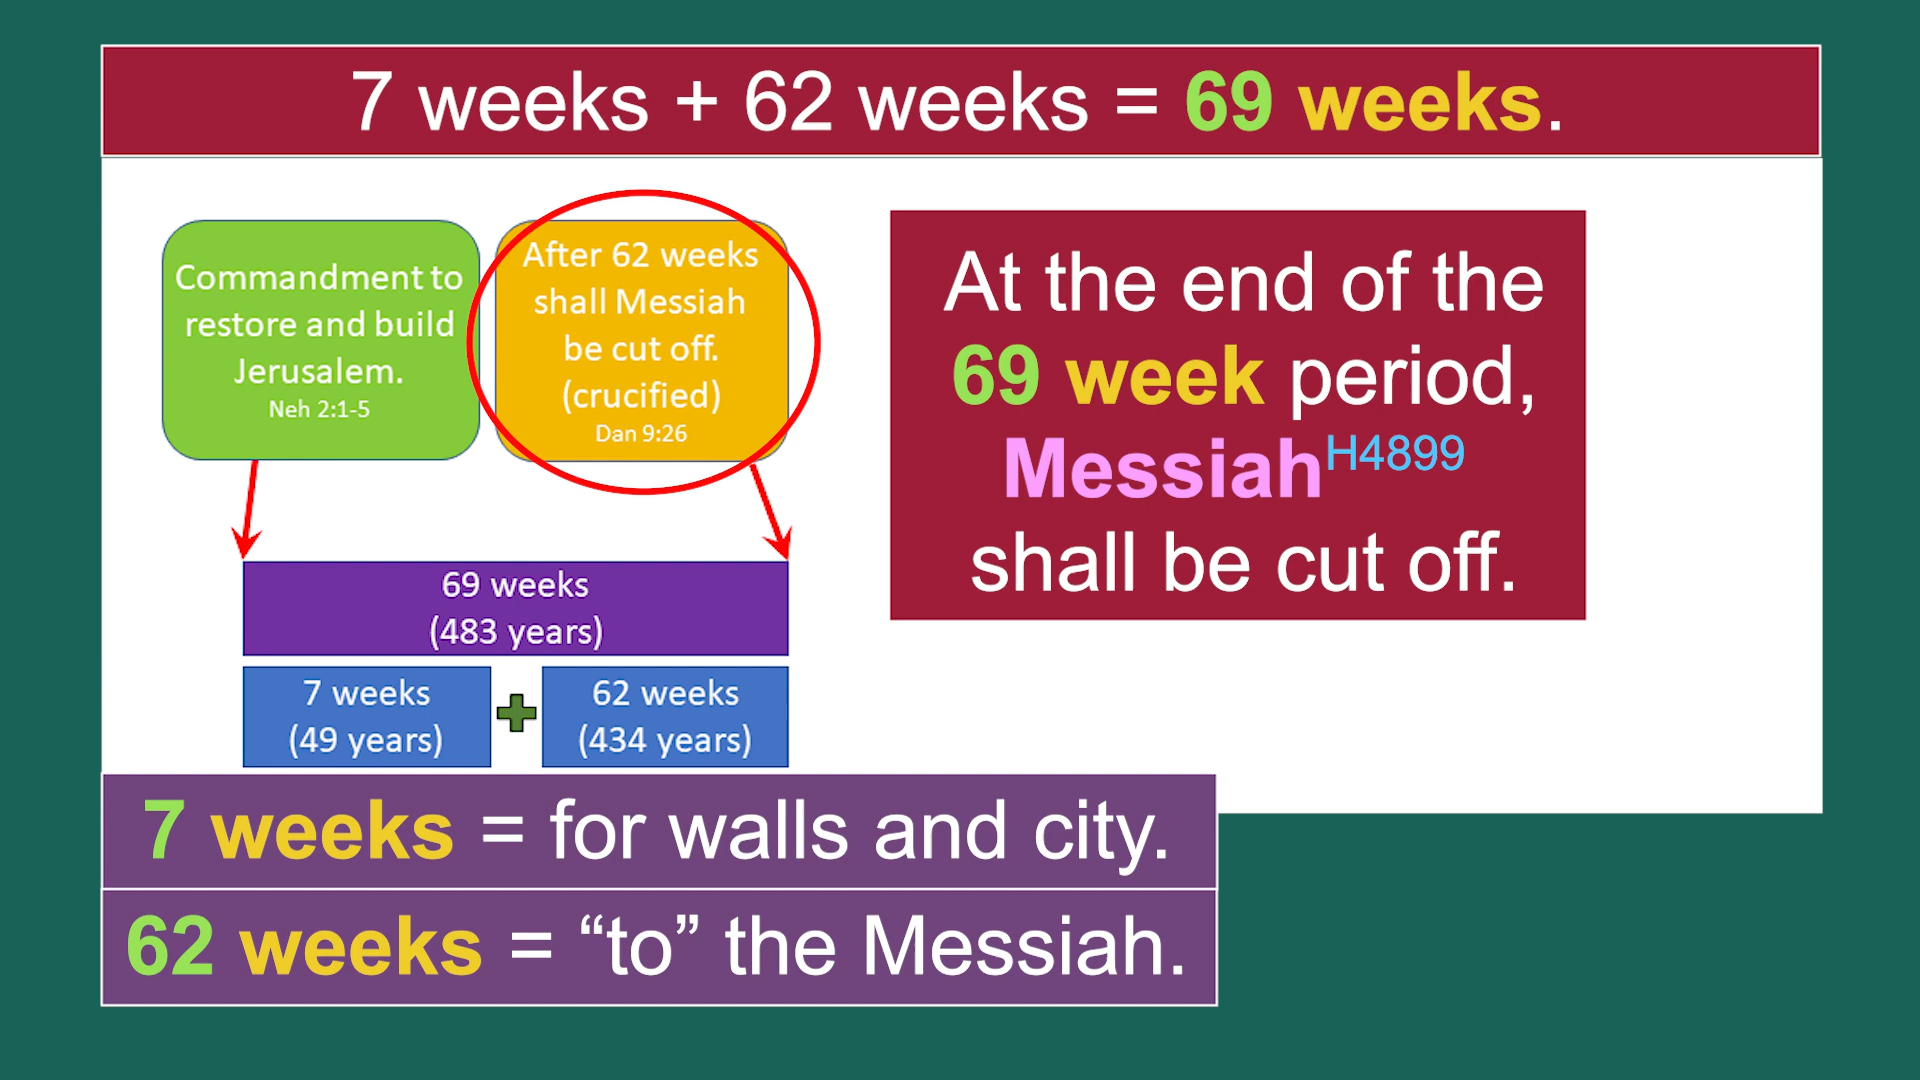 7 weeks + 62 weeks = 69 weeks.
Commandment to
restore and build
Jerusalem.
Neh 2:1-5
After 62 weeks
shall Messiah
be cut off.
(crucified)
Dan 9:26
At the end of the
69 week period,
Messiah H4899
shall be cut off.
69 weeks
(483 years)
7 weeks
(49 years)
62 weeks
(434 years)
7 weeks = for walls and city.
62 weeks = “to” the Messiah.